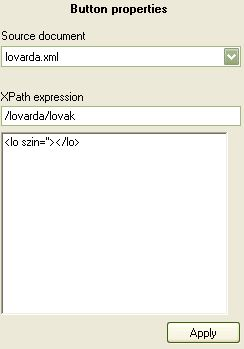 Button properties
Source document
lovarda.xml
XPath expression
/lovarda/lovak
<lo szin=''></lo>
Apply